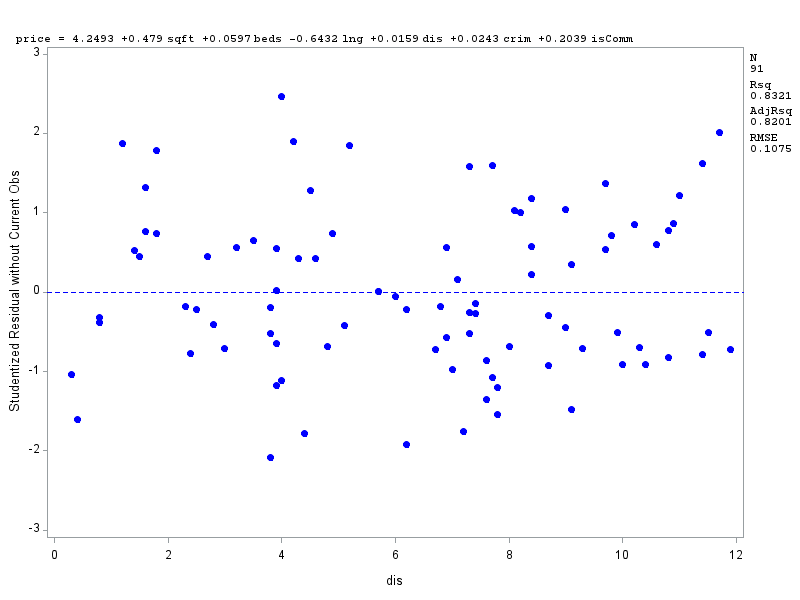 price = 4.2493 +0.479 sqft +0.0597 beds -0.6432 lng +0.0159 dis +0.0243 crim +0.2039 isComm
N
91
Rsq
0.8321
AdjRsq
0.8201
RMSE
0.1075
3
2
1
0
-1
-2
-3
Studentized Residual without Current Obs
0 2 4 6 8 10 12
dis